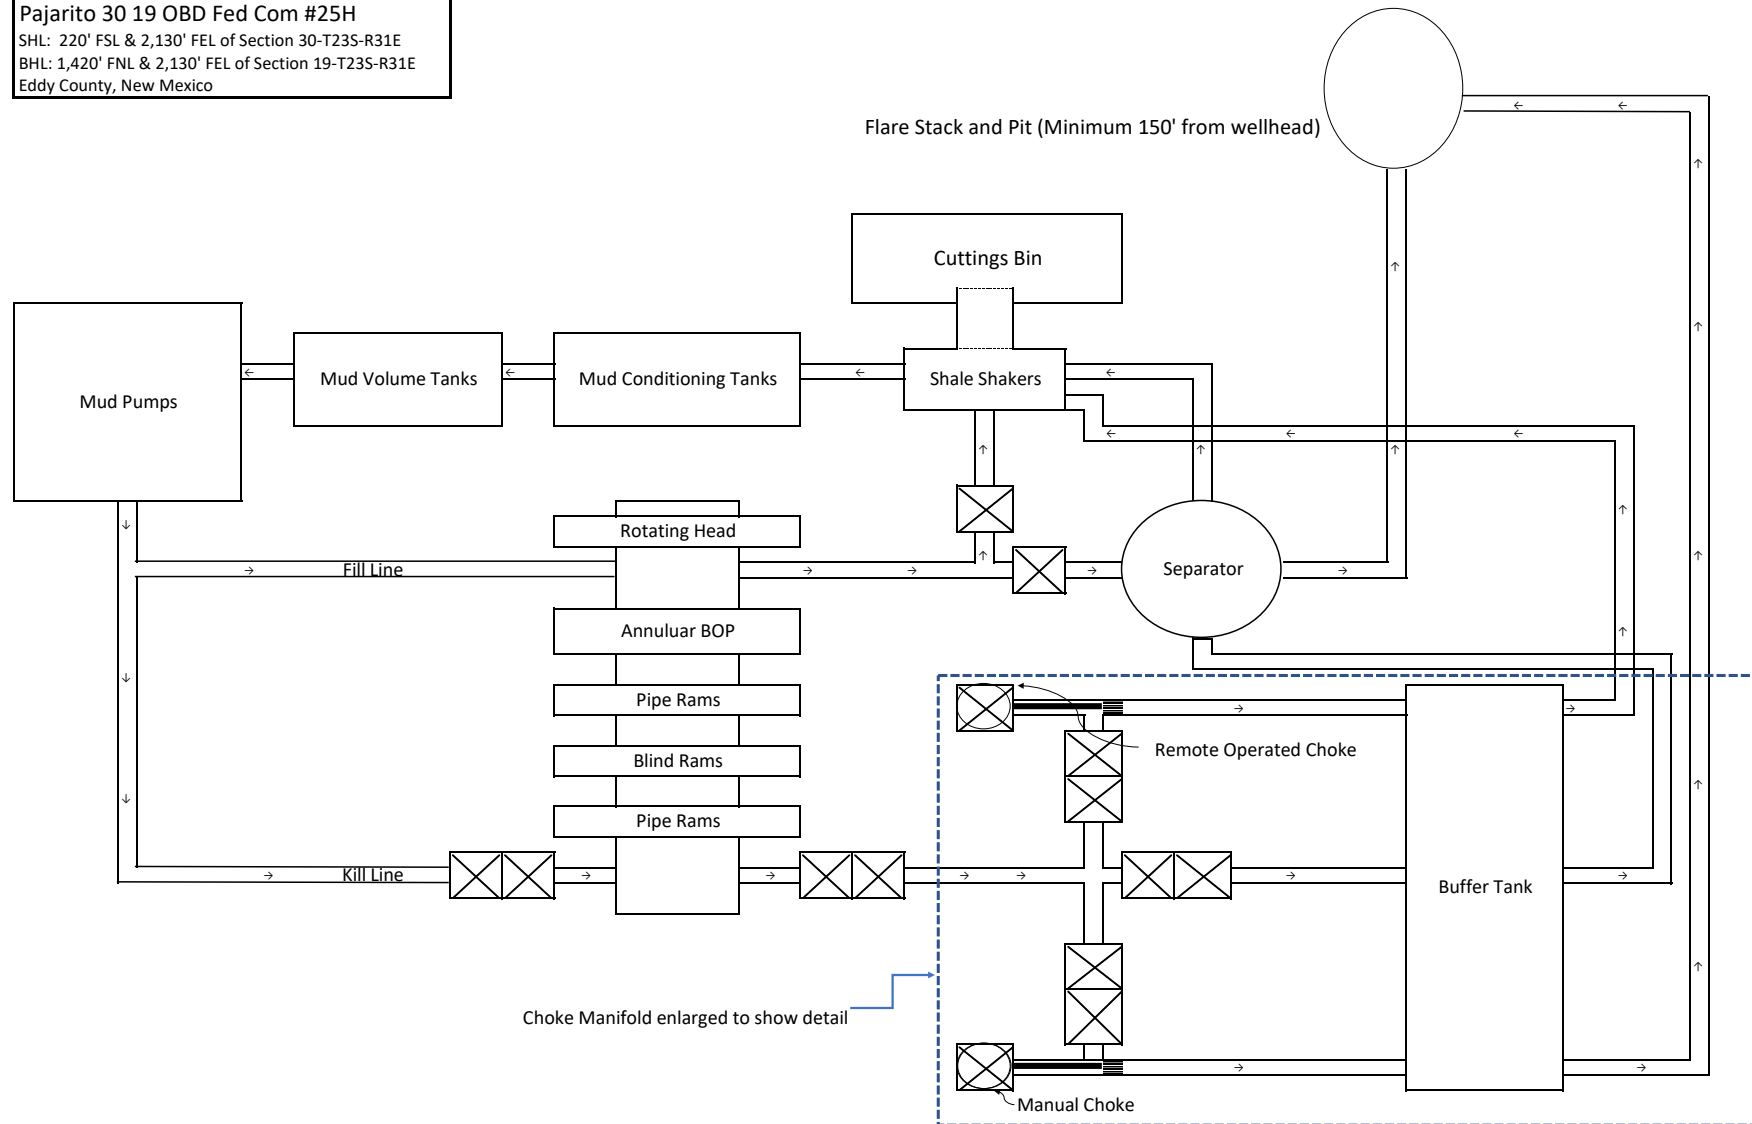 Pajarito 30 19 OBD Fed Com #25H
SHL: 220' FSL & 2,130' FEL of Section 30-T23S-R31E
BHL: 1,420' FNL & 2,130' FEL of Section 19-T23S-R31E
Eddy County, New Mexico
Flare Stack and Pit (Minimum 150' from wellhead)
Cuttings Bin
Mud Pumps
Mud Volume Tanks
Mud Conditioning Tanks
Shale Shakers
Rotating Head
Fill Line
Separator
Annuluar BOP
Pipe Rams
Remote Operated Choke
Blind Rams
Pipe Rams
Kill Line
Buffer Tank
Choke Manifold enlarged to show detail
Manual Choke